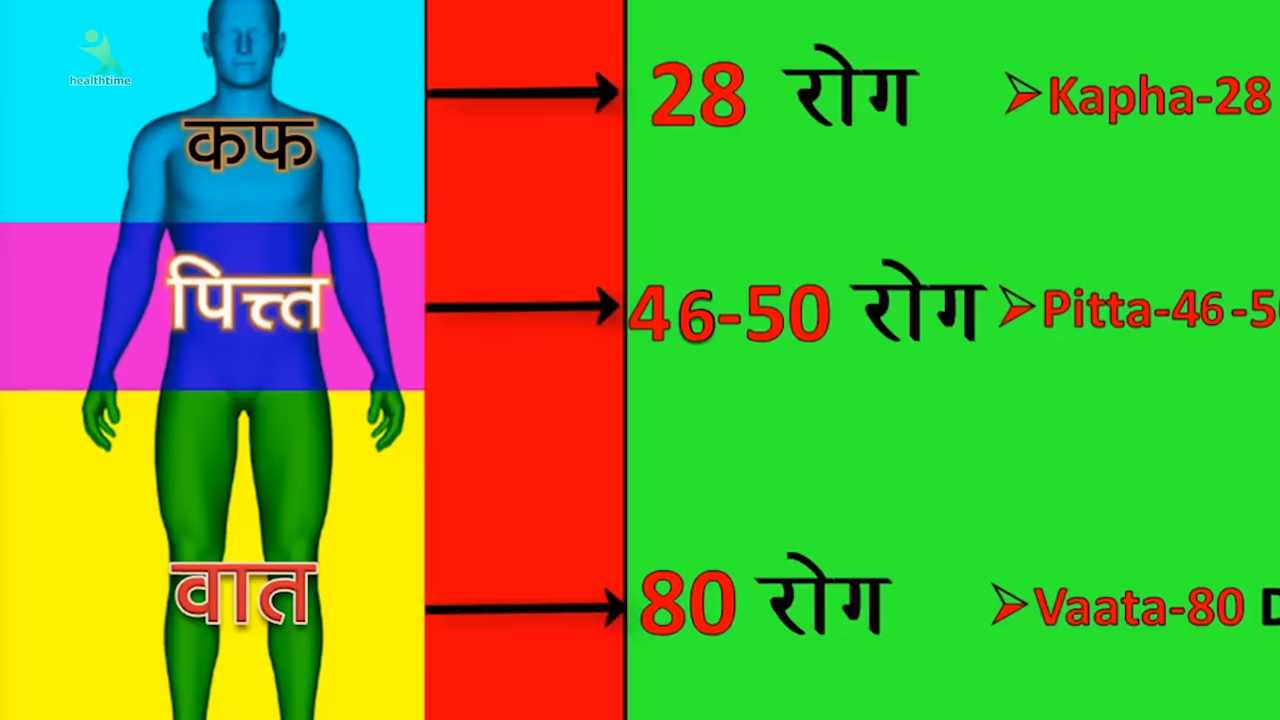 healthtime
कफ
28 रोग
➢Kapha-28
पित्त
46-50 रोग
➢Pitta-46-5
वात
80 रोग
➢Vaata-80